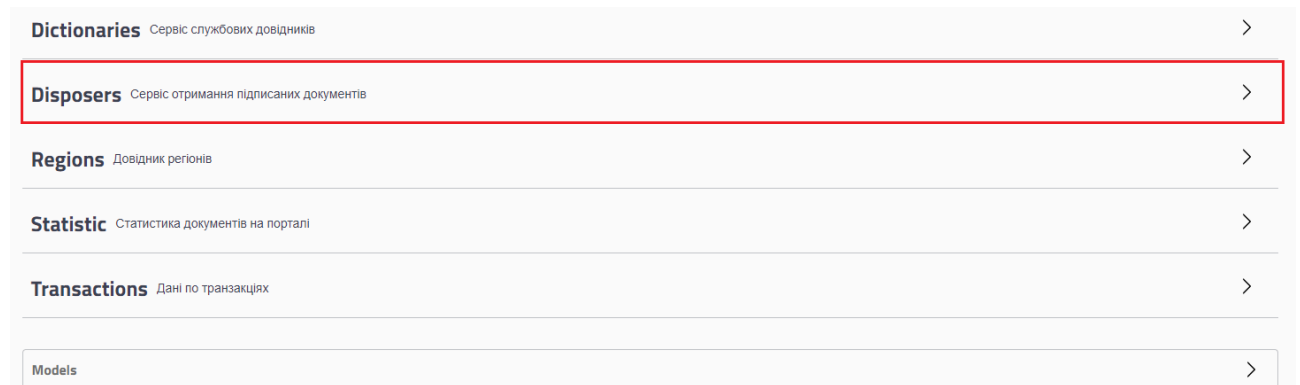 Dictionaries Сервіс службових довідників
Disposers Сервіс отримання підписаних документів
Regions Довідник регіонів
Statistic Статистика документів на порталі
Transactions Дані по транзакціях
Models